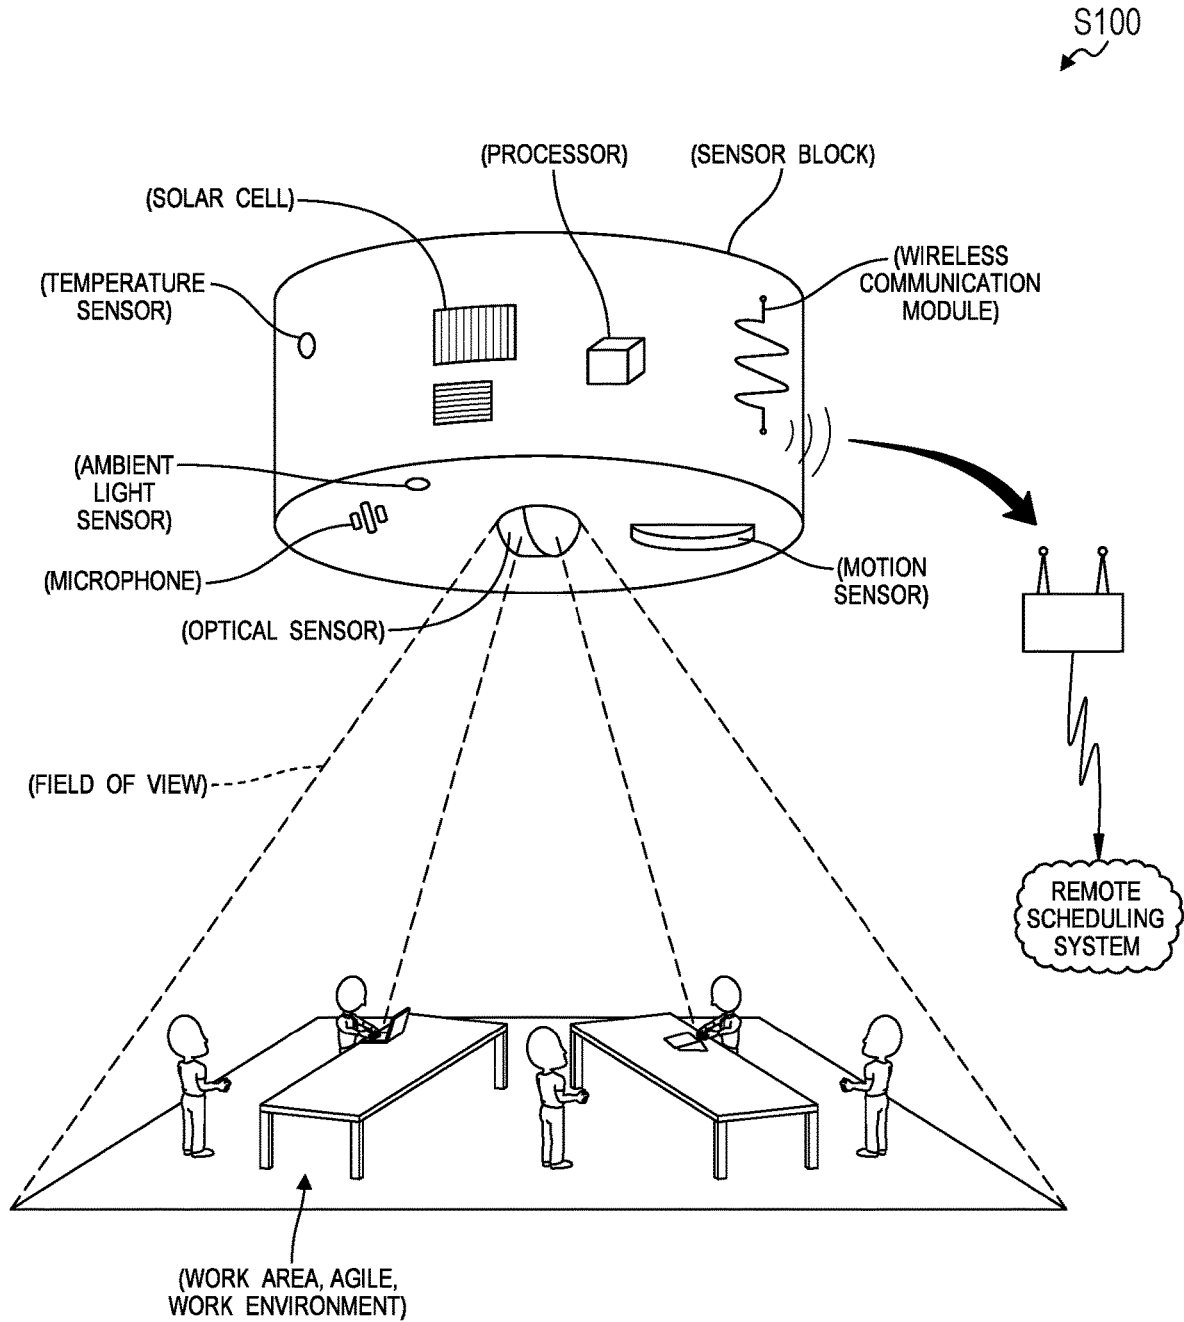 S100
(PROCESSOR)
(SENSOR BLOCK)
(SOLAR CELL)
(WIRELESS
COMMUNICATION
MODULE)
(TEMPERATURE
SENSOR)
(AMBIENT
LIGHT
SENSOR)
(MICROPHONE)
(MOTION
SENSOR)
(OPTICAL SENSOR)
(FIELD OF VIEW)
REMOTE
SCHEDULING
SYSTEM
(WORK AREA, AGILE,
WORK ENVIRONMENT)